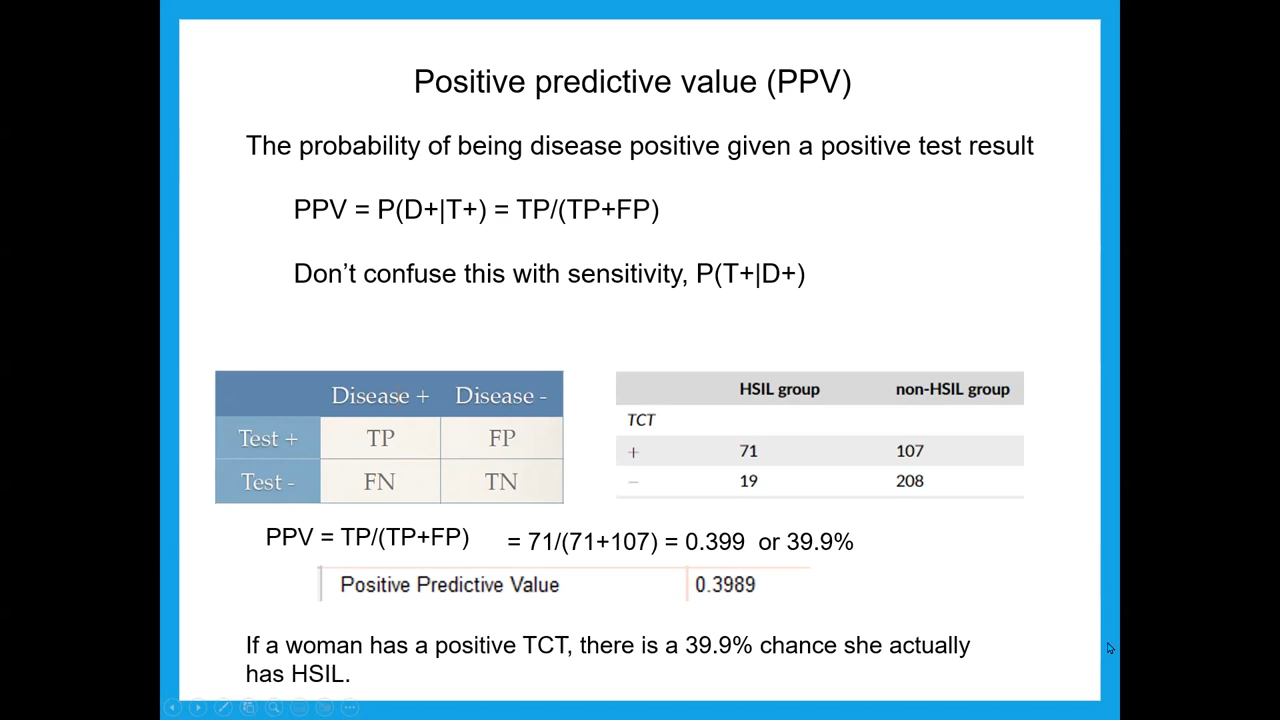 Positive predictive value (PPV)
The probability of being disease positive given a positive test result
PPV = P(D+|T+) = TP/(TP+FP)
Don’t confuse this with sensitivity, P(T+|D+)
Disease + Disease -
Test + TP FP
Test - FN TN
HSIL group non-HSIL group
TCT
+ 71 107
− 19 208
PPV = TP/(TP+FP) = 71/(71+107) = 0.399 or 39.9%
Positive Predictive Value 0.3989
If a woman has a positive TCT, there is a 39.9% chance she actually
has HSIL.